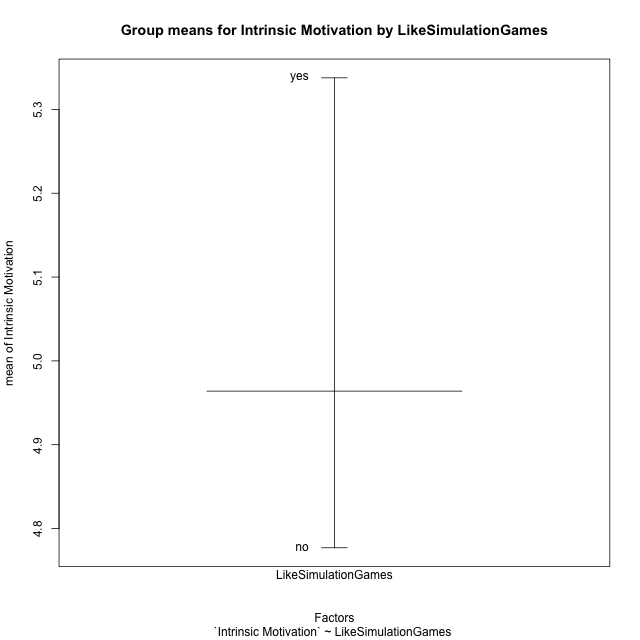 Group means for Intrinsic Motivation by LikeSimulationGames
mean of Intrinsic Motivation
5.3
5.2
5.1
5.0
4.9
4.8
yes
no
LikeSimulationGames
Factors
`Intrinsic Motivation` ~ LikeSimulationGames